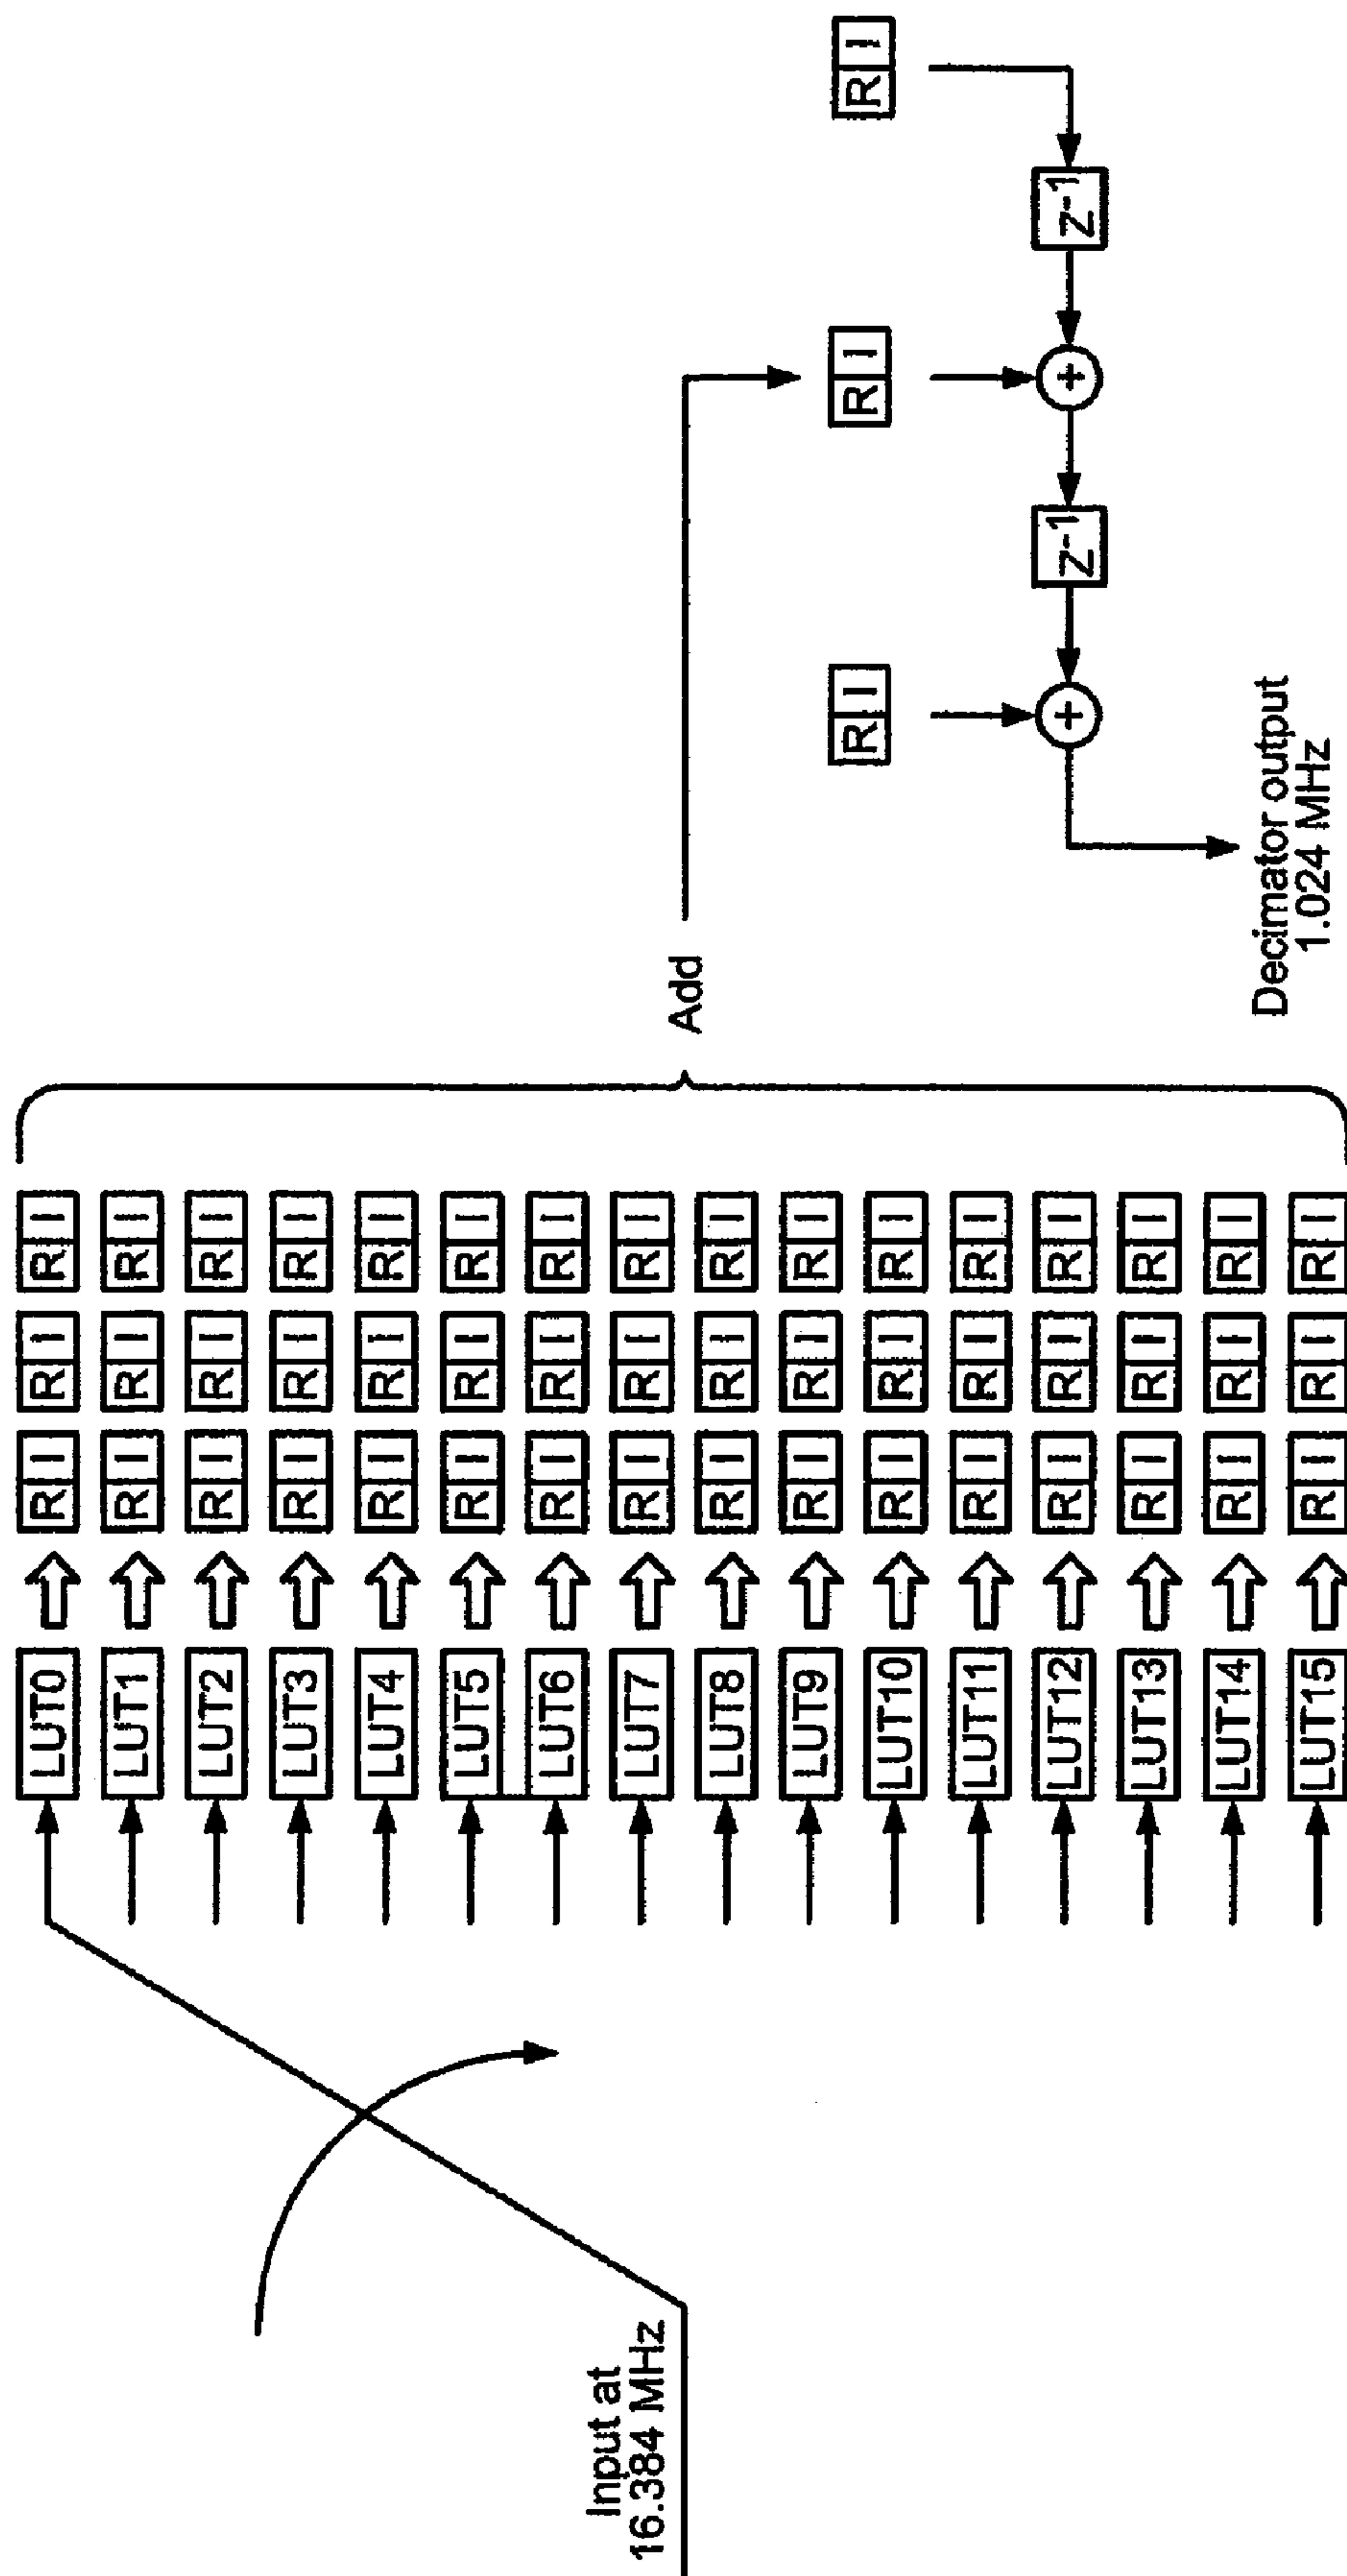 LUT0 R I R I R I
LUT1 R I R I R I
LUT2 R I R I R I
LUT3 R I R I R I
LUT4 R I R I R I
LUT5 R I R I R I
LUT6 R I R I R I
LUT7 R I R I R I
LUT8 R I R I R I
LUT9 R I R I R I
LUT10 R I R I R I
LUT11 R I R I R I
LUT12 R I R I R I
LUT13 R I R I R I
LUT14 R I R I R I
LUT15 R I R I R I
Input at
16.384 MHz
Add
R I R I R I
+ Z-1 + Z-1
Decimator output
1.024 MHz